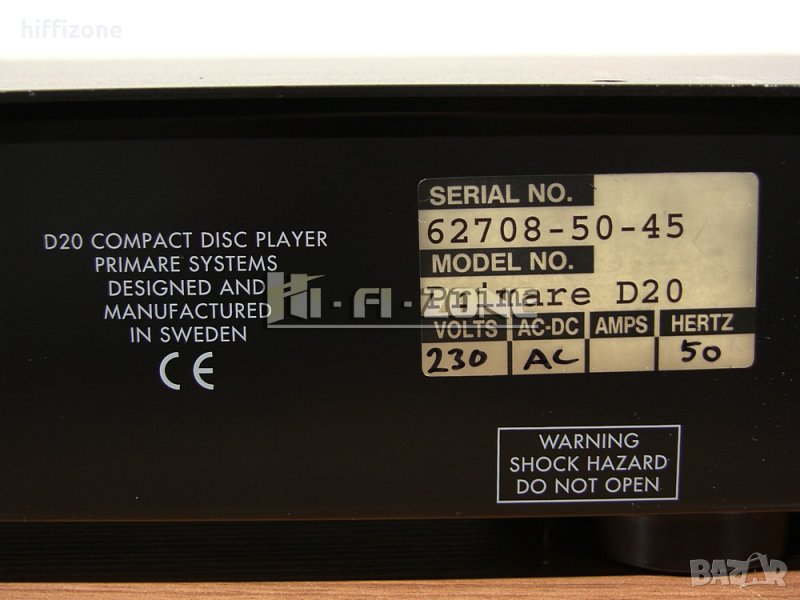 hiffizone
D20 COMPACT DISC PLAYER
PRIMARE SYSTEMS
DESIGNED AND
MANUFACTURED
IN SWEDEN
CE
SERIAL NO.
62708-50-45
MODEL NO.
Primare D20
VOLTS AC-DC AMPS HERTZ
230 AC 50
Hi-Fi-ZONE
WARNING
SHOCK HAZARD
DO NOT OPEN
BAZAR